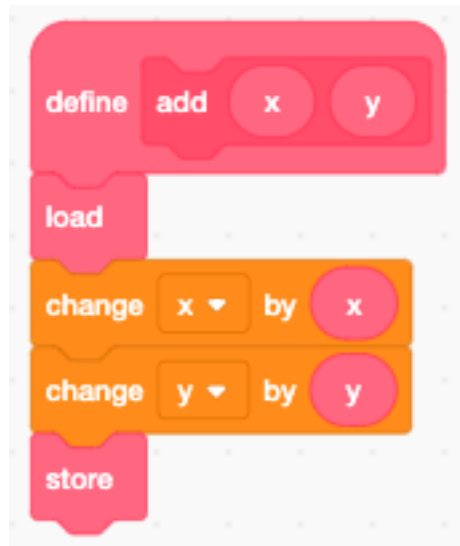 define add x y
load
change x by x
change y by y
store